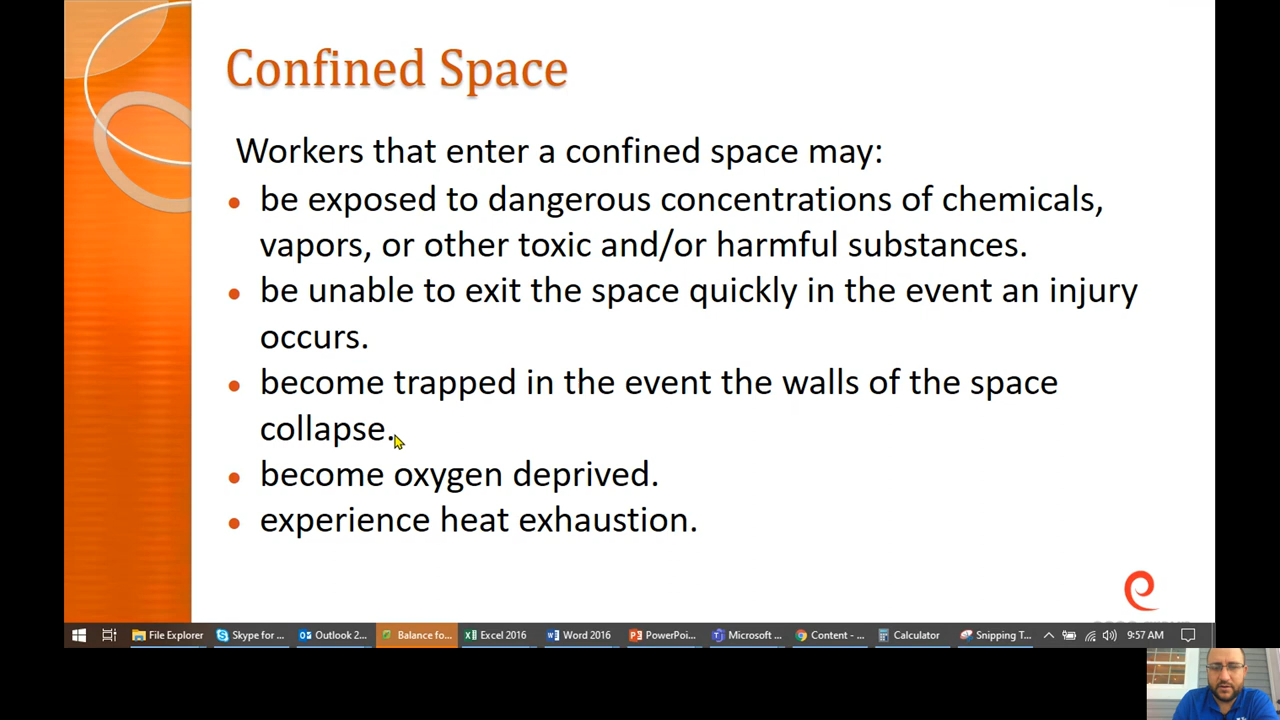 Confined Space
Workers that enter a confined space may:
be exposed to dangerous concentrations of chemicals,
vapors, or other toxic and/or harmful substances.
be unable to exit the space quickly in the event an injury
occurs.
become trapped in the event the walls of the space
collapse.
become oxygen deprived.
experience heat exhaustion.
File Explorer Skype for ... Outlook 2... Balance fo... Excel 2016 Word 2016 PowerPoi... Microsoft ... Content - ... Calculator Snipping T... 9:57 AM